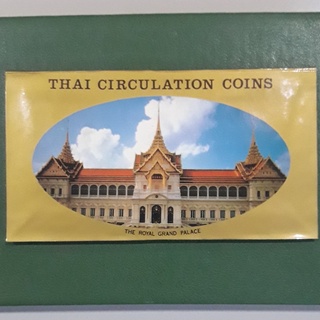 THAI CIRCULATION COINS
THE ROYAL GRAND PALACE